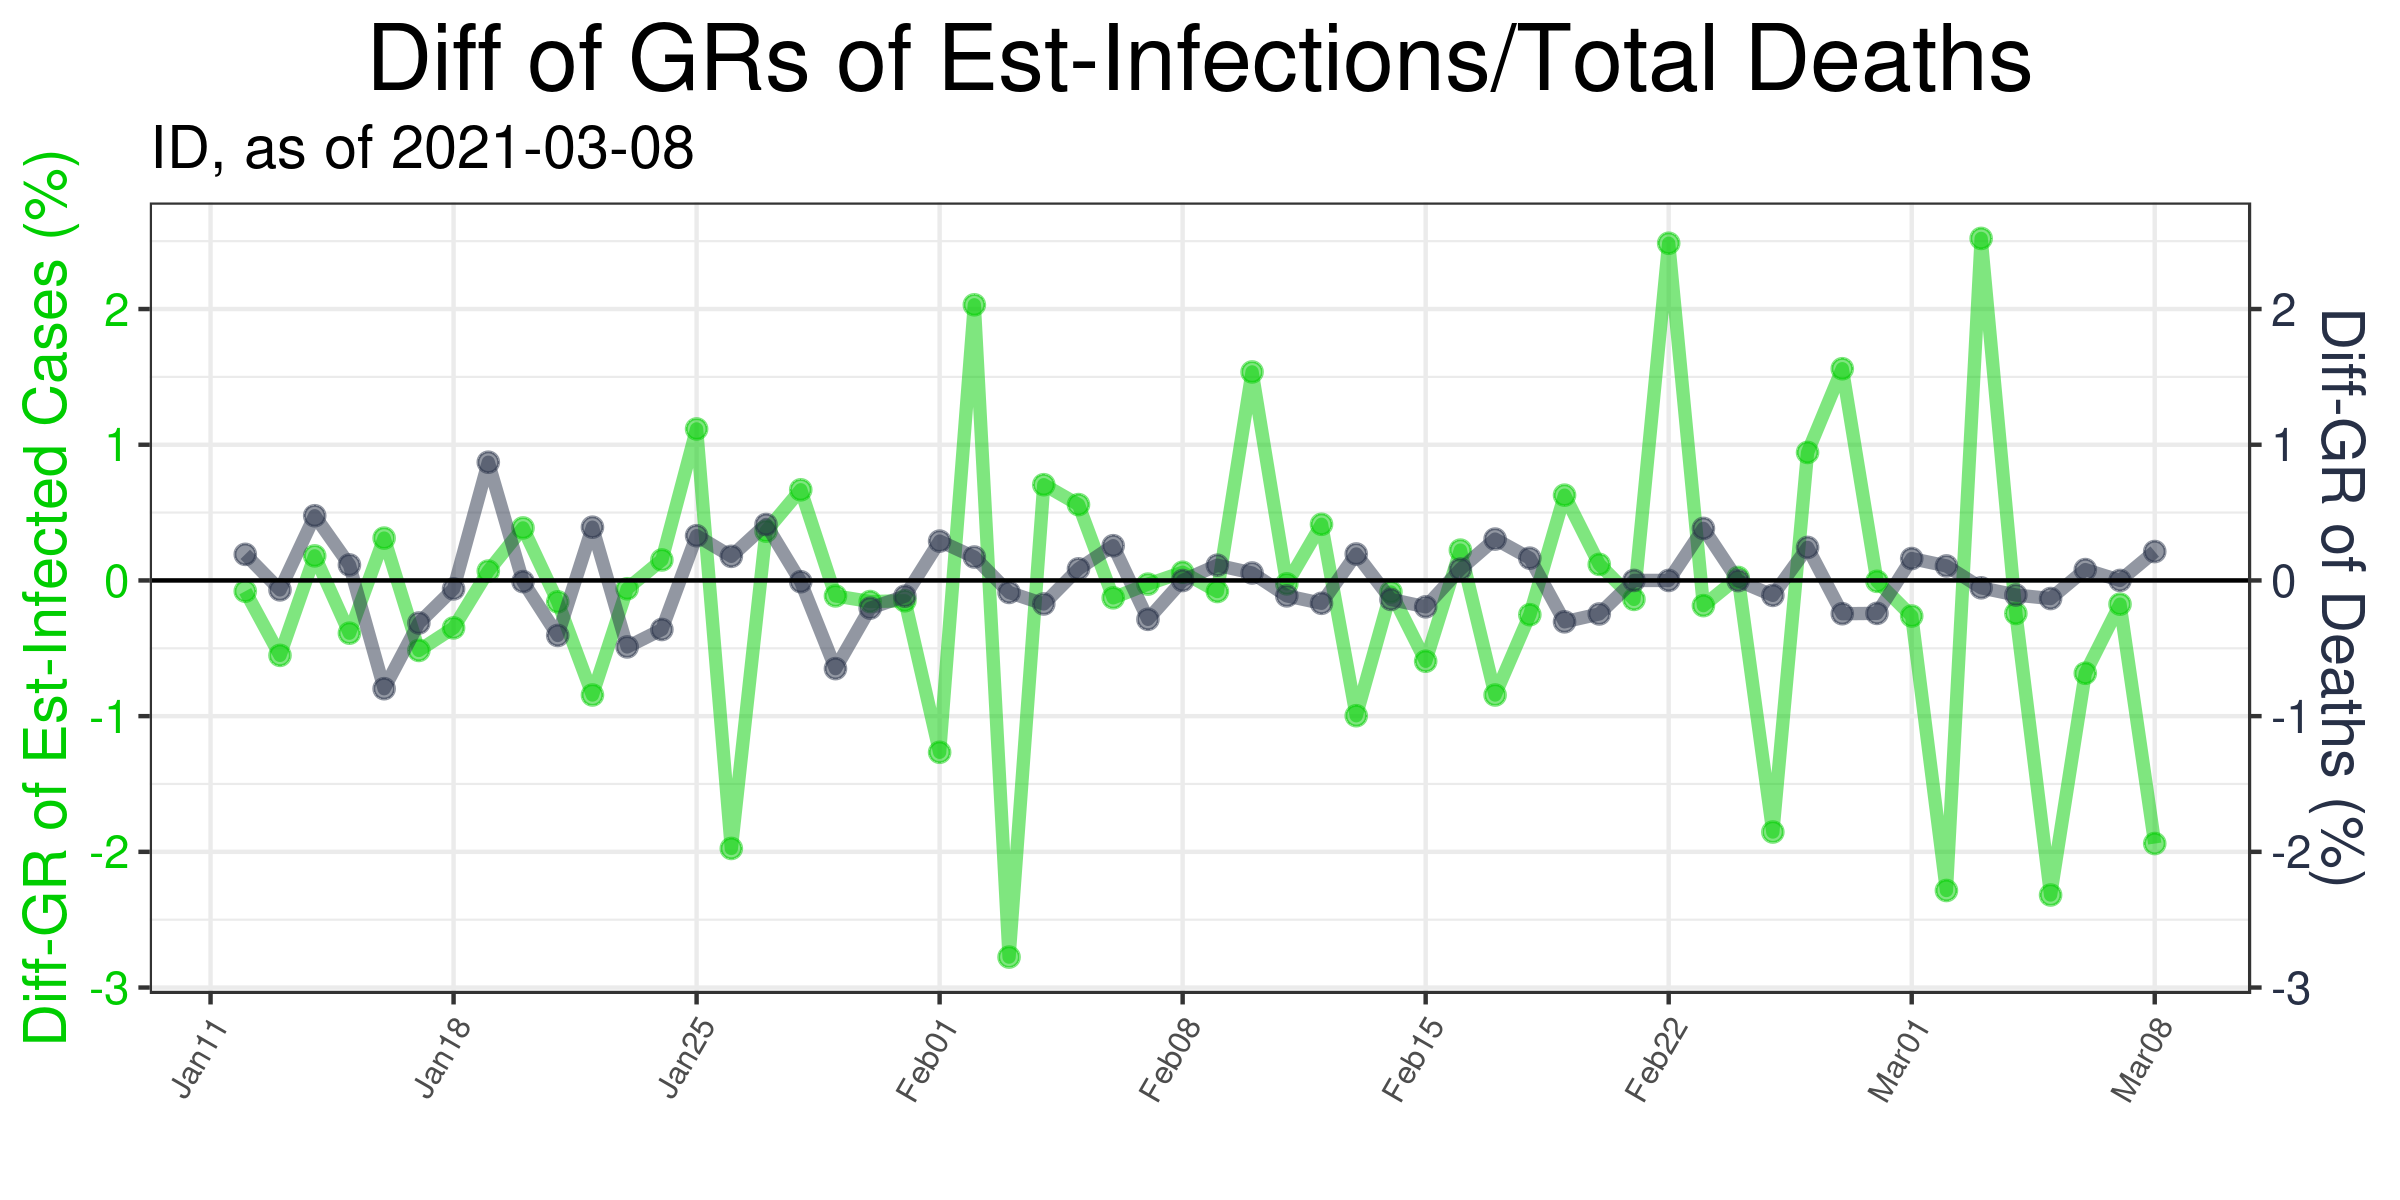 Diff of GRs of Est-Infections/Total Deaths
ID, as of 2021-03-08
Diff-GR of Est-Infected Cases (%)
2
1
0
-1
-2
-3
2
1
0
-1
-2
-3
Diff-GR of Deaths (%)
Jan11
Jan18
Jan25
Feb01
Feb08
Feb15
Feb22
Mar01
Mar08